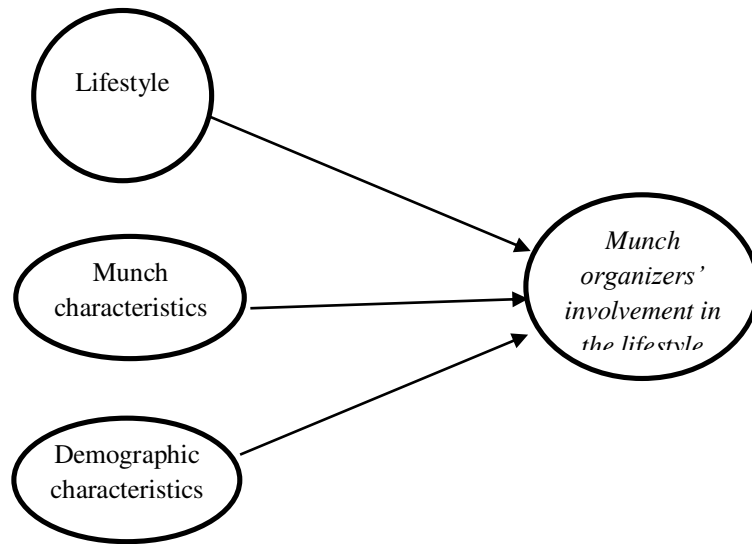 Lifestyle
Munch
characteristics
Demographic
characteristics
Munch
organizers’
involvement in
the lifestyle